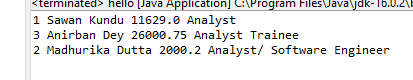 <terminated> hello [Java Application] C:\Program Files\Java\jdk-16.0.2\
1 Sawan Kundu 11629.0 Analyst
3 Anirban Dey 26000.75 Analyst Trainee
2 Madhurika Dutta 2000.2 Analyst/ Software Engineer